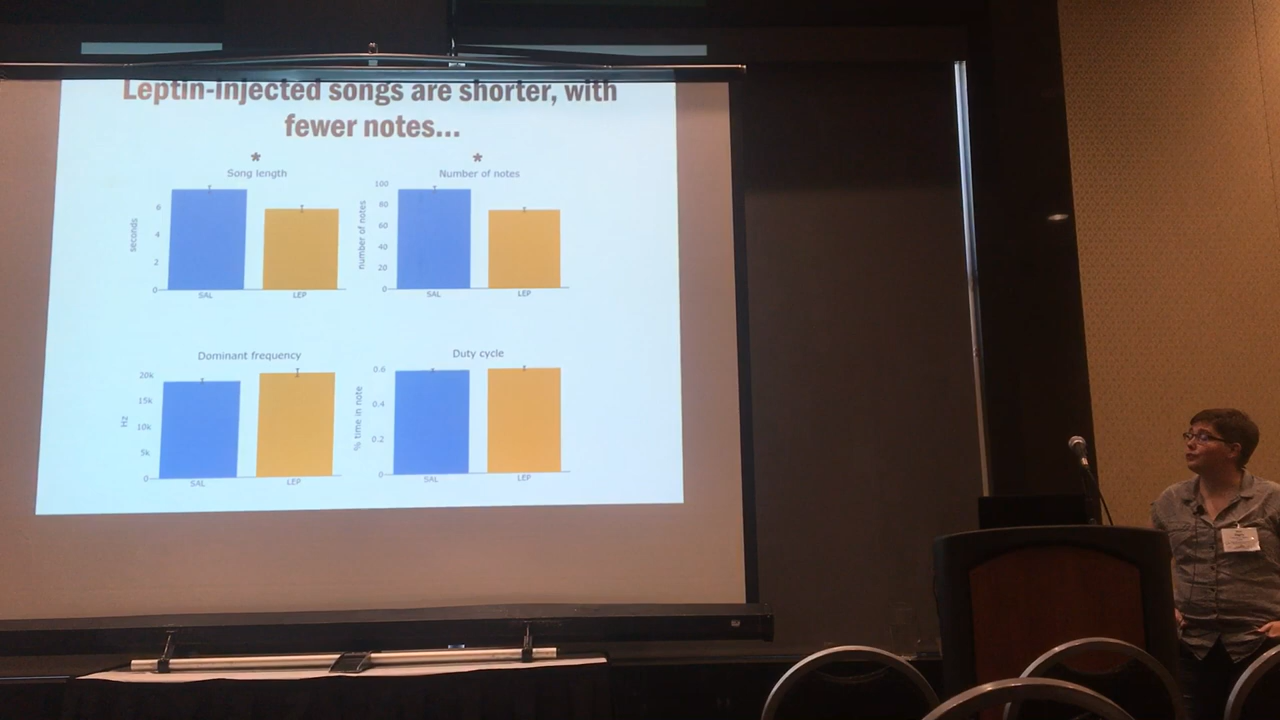 Leptin-injected songs are shorter, with
fewer notes...
* *
Song length
seconds
6
4
2
0
SAL LEP
Number of notes
number of notes
100
80
60
40
20
0
SAL LEP
Dominant frequency
Hz
20k
15k
10k
5k
0
SAL LEP
Duty cycle
% time in note
0.6
0.4
0.2
0
SAL LEP